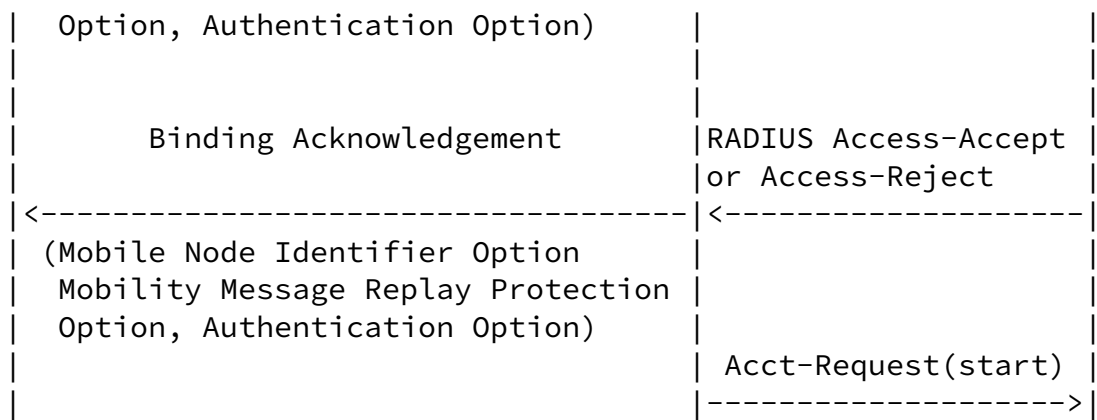 |  Option, Authentication Option)     |                    |
|                                     |                    |
|                                     |                    |
|       Binding Acknowledgement       |RADIUS Access-Accept |
|                                     |or Access-Reject     |
|<------------------------------------|<--------------------|
| (Mobile Node Identifier Option      |                     |
|  Mobility Message Replay Protection |                     |
|  Option, Authentication Option)     |                     |
|                                     | Acct-Request(start) |
|                                     |-------------------->|